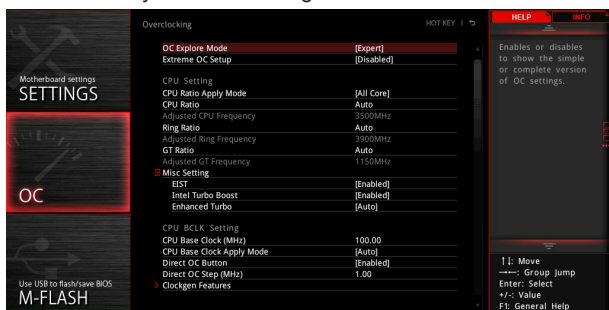 Overclocking
HOT KEY
HELP
INFO
Motherboard settings
SETTINGS
OC
Use USB to flash/save BIOS
M-FLASH
OC Explore Mode [Expert]
Extreme OC Setup [Disabled]
CPU Setting
CPU Ratio Apply Mode [All Core]
CPU Ratio Auto
Adjusted CPU Frequency 3500MHz
Ring Ratio Auto
Adjusted Ring Frequency 3900MHz
GT Ratio Auto
Adjusted GT Frequency 1150MHz
Misc Setting
EIST [Enabled]
Intel Turbo Boost [Enabled]
Enhanced Turbo [Auto]
CPU BCLK Setting
CPU Base Clock (MHz) 100.00
CPU Base Clock Apply Mode [Auto]
Direct OC Button [Enabled]
Direct OC Step (MHz) 1.00
> Clockgen Features
Enables or disables
to show the simple
or complete version
of OC settings.
↑↓: Move
→←: Group Jump
Enter: Select
+/-: Value
F1: General Help